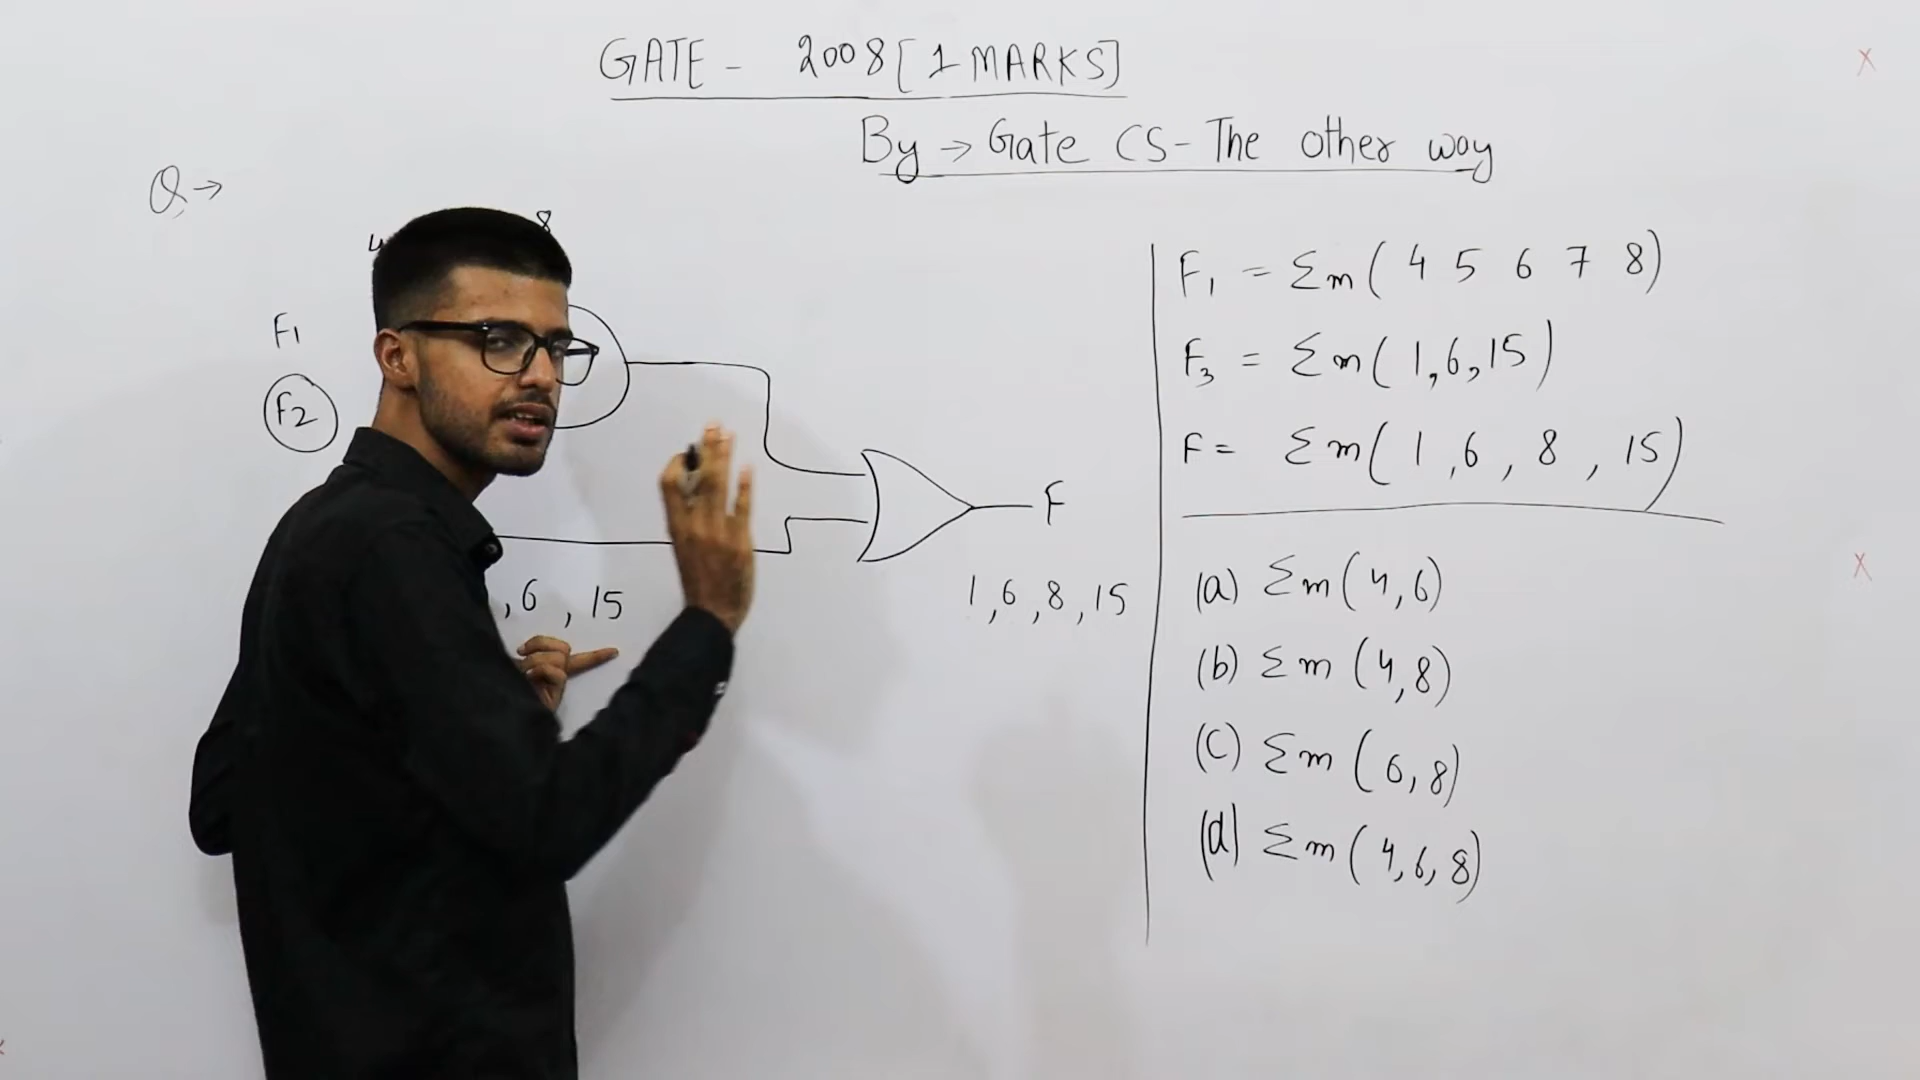 GATE - 2008 [1 MARKS]
By → Gate CS - The other way
Q →
8
F1
F2
F
, 6 , 15
1 , 6 , 8 , 15
F1 = Σm( 4 5 6 7 8)
F3 = Σm( 1, 6, 15)
F = Σm( 1 , 6 , 8 , 15)
(a) Σm (4, 6)
(b) Σm (4, 8)
(c) Σm (6, 8)
(d) Σm (4, 6, 8)